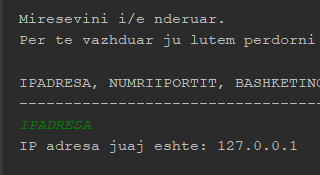 Miresevini i/e nderuar.
Per te vazhduar ju lutem perdorni
IPADRESA, NUMRIIPORTIT,
------------------------------------
IPADRESA
IP adresa juaj eshte: 127.0.0.1